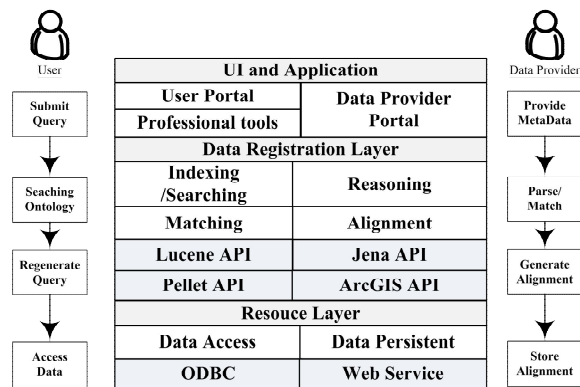 User
Submit
Query
Seaching
Ontology
Regenerate
Query
Access
Data
UI and Application
User Portal
Professional tools
Data Provider
Portal
Data Registration Layer
Indexing
/Searching
Reasoning
Matching
Alignment
Lucene API
Jena API
Pellet API
ArcGIS API
Resouce Layer
Data Access
Data Persistent
ODBC
Web Service
Data Provider
Provide
MetaData
Parse/
Match
Generate
Alignment
Store
Alignment